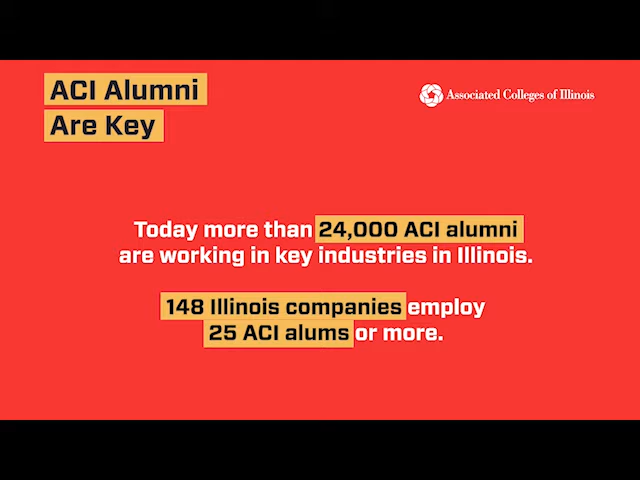 ACI Alumni
Are Key
Associated Colleges of Illinois
Today more than 24,000 ACI alumni
are working in key industries in Illinois.
148 Illinois companies employ
25 ACI alums or more.